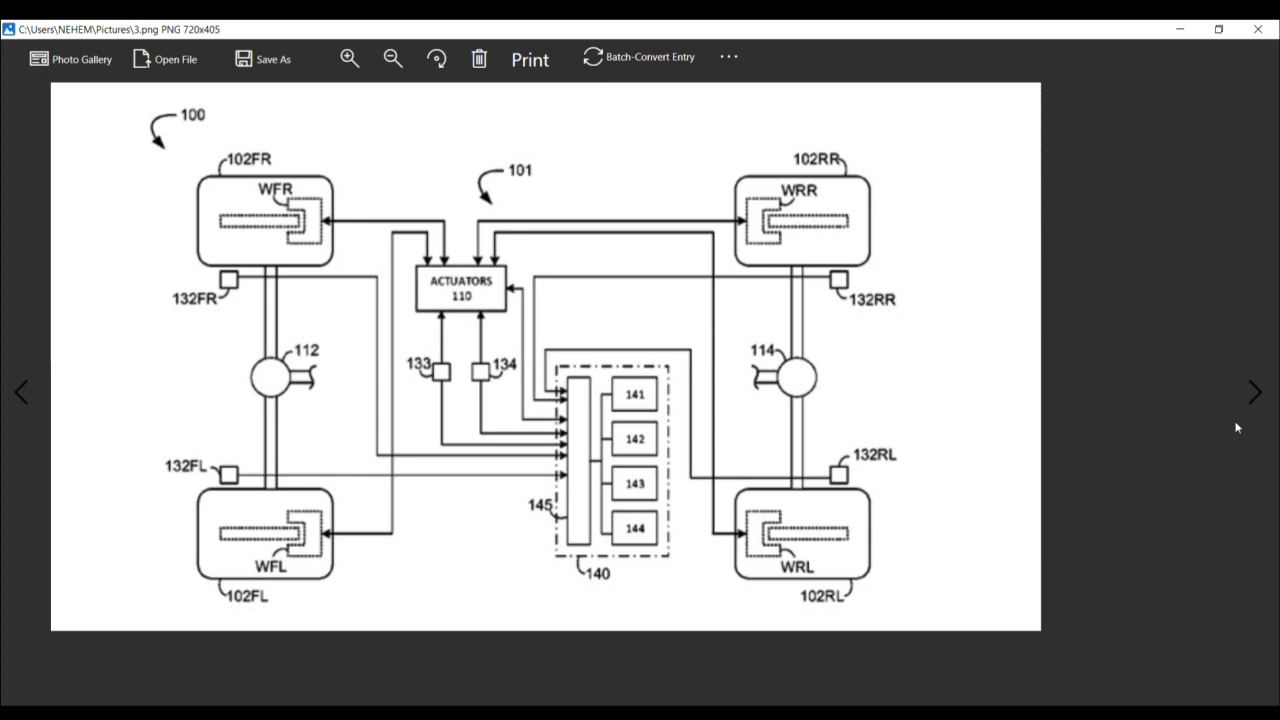 C:\Users\NEHEM\Pictures\3.png PNG 720x405
Photo Gallery Open File Save As Print Batch-Convert Entry ...
100
102FR 102RR
101
WFR WRR
ACTUATORS
110
132FR 132RR
112 133 134 114
141
142
132FL 132RL
143
145
144
WFL 140 WRL
102FL 102RL